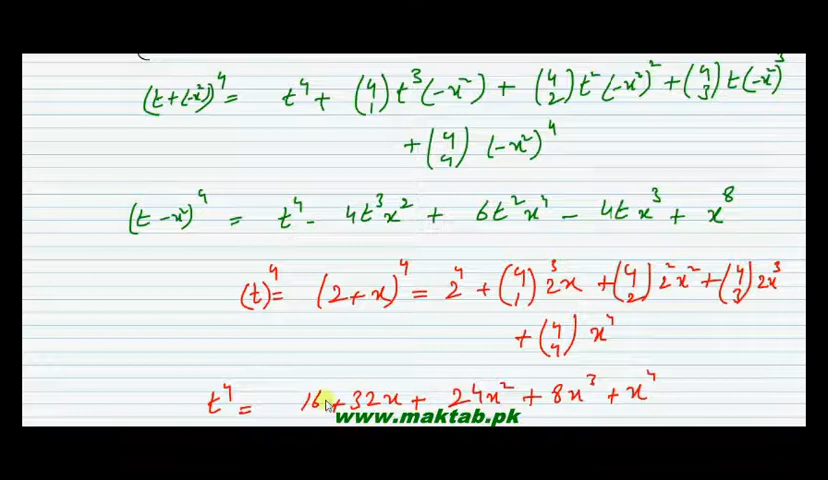 (t+(-x²))⁴ = t⁴ + (4 1) t³(-x²) + (4 2) t²(-x²)² + (4 3) t(-x²)³
+ (4 4) (-x²)⁴
(t-x²)⁴ = t⁴ - 4t³x² + 6t²x⁴ - 4tx³ + x⁸
(t)⁴ = (2+x)⁴ = 2⁴ + (4 1) 2³x + (4 2) 2²x² + (4 3) 2x³
+ (4 4) x⁴
t⁴ = 16 + 32x + 24x² + 8x³ + x⁴
www.maktab.pk